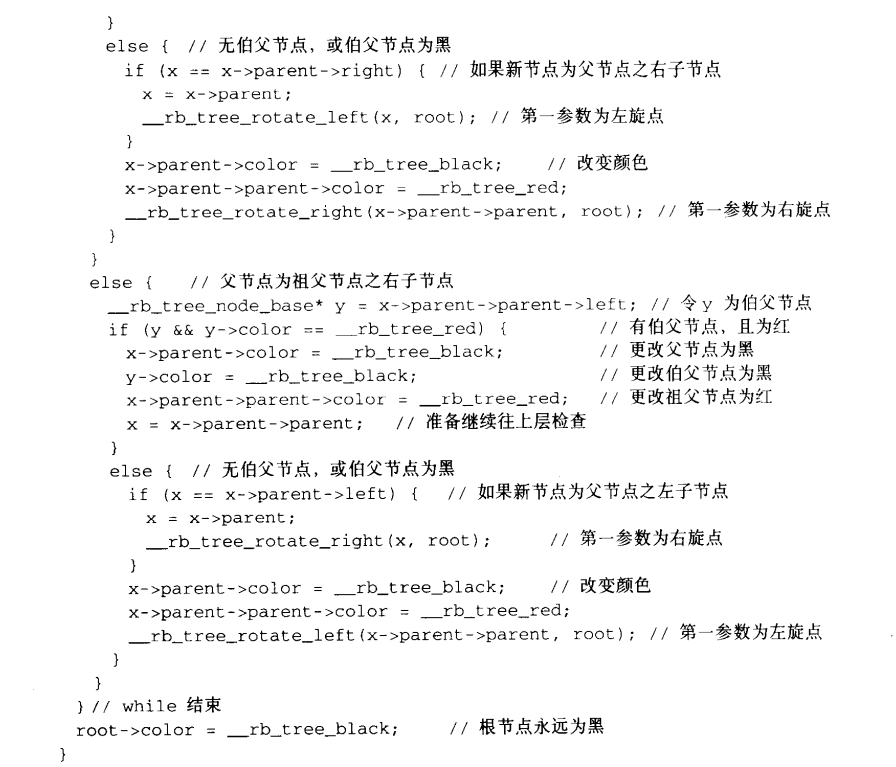 }
else { // 无伯父节点，或伯父节点为黑
if (x == x->parent->right) { // 如果新节点为父节点之右子节点
x = x->parent;
__rb_tree_rotate_left(x, root); // 第一参数为左旋点
}
x->parent->color = __rb_tree_black; // 改变颜色
x->parent->parent->color = __rb_tree_red;
__rb_tree_rotate_right(x->parent->parent, root); // 第一参数为右旋点
}
}
else { // 父节点为祖父节点之右子节点
__rb_tree_node_base* y = x->parent->parent->left; // 令y 为伯父节点
if (y && y->color == __rb_tree_red) { // 有伯父节点，且为红
x->parent->color = __rb_tree_black; // 更改父节点为黑
y->color = __rb_tree_black; // 更改伯父节点为黑
x->parent->parent->color = __rb_tree_red; // 更改祖父节点为红
x = x->parent->parent; // 准备继续往上层检查
}
else { // 无伯父节点，或伯父节点为黑
if (x == x->parent->left) { // 如果新节点为父节点之左子节点
x = x->parent;
__rb_tree_rotate_right(x, root); // 第一参数为右旋点
}
x->parent->color = __rb_tree_black; // 改变颜色
x->parent->parent->color = __rb_tree_red;
__rb_tree_rotate_left(x->parent->parent, root); // 第一参数为左旋点
}
}
} // while 结束
root->color = __rb_tree_black; // 根节点永远为黑
}